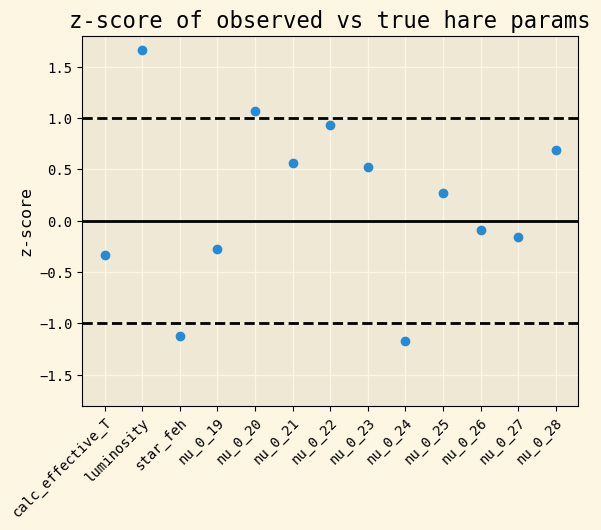 z-score of observed vs true hare params
z-score
1.5
1.0
0.5
0.0
−0.5
−1.0
−1.5
calc_effective_T
luminosity
star_feh
nu_0_19
nu_0_20
nu_0_21
nu_0_22
nu_0_23
nu_0_24
nu_0_25
nu_0_26
nu_0_27
nu_0_28